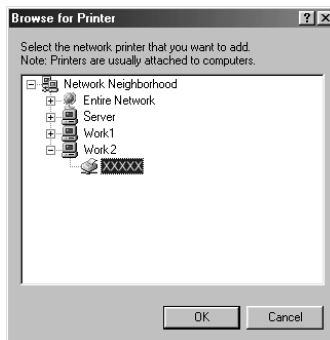 Browse for Printer
Select the network printer that you want to add.
Note: Printers are usually attached to computers.
Network Neighborhood
Entire Network
Server
Work1
Work2
XXXXX
OK
Cancel